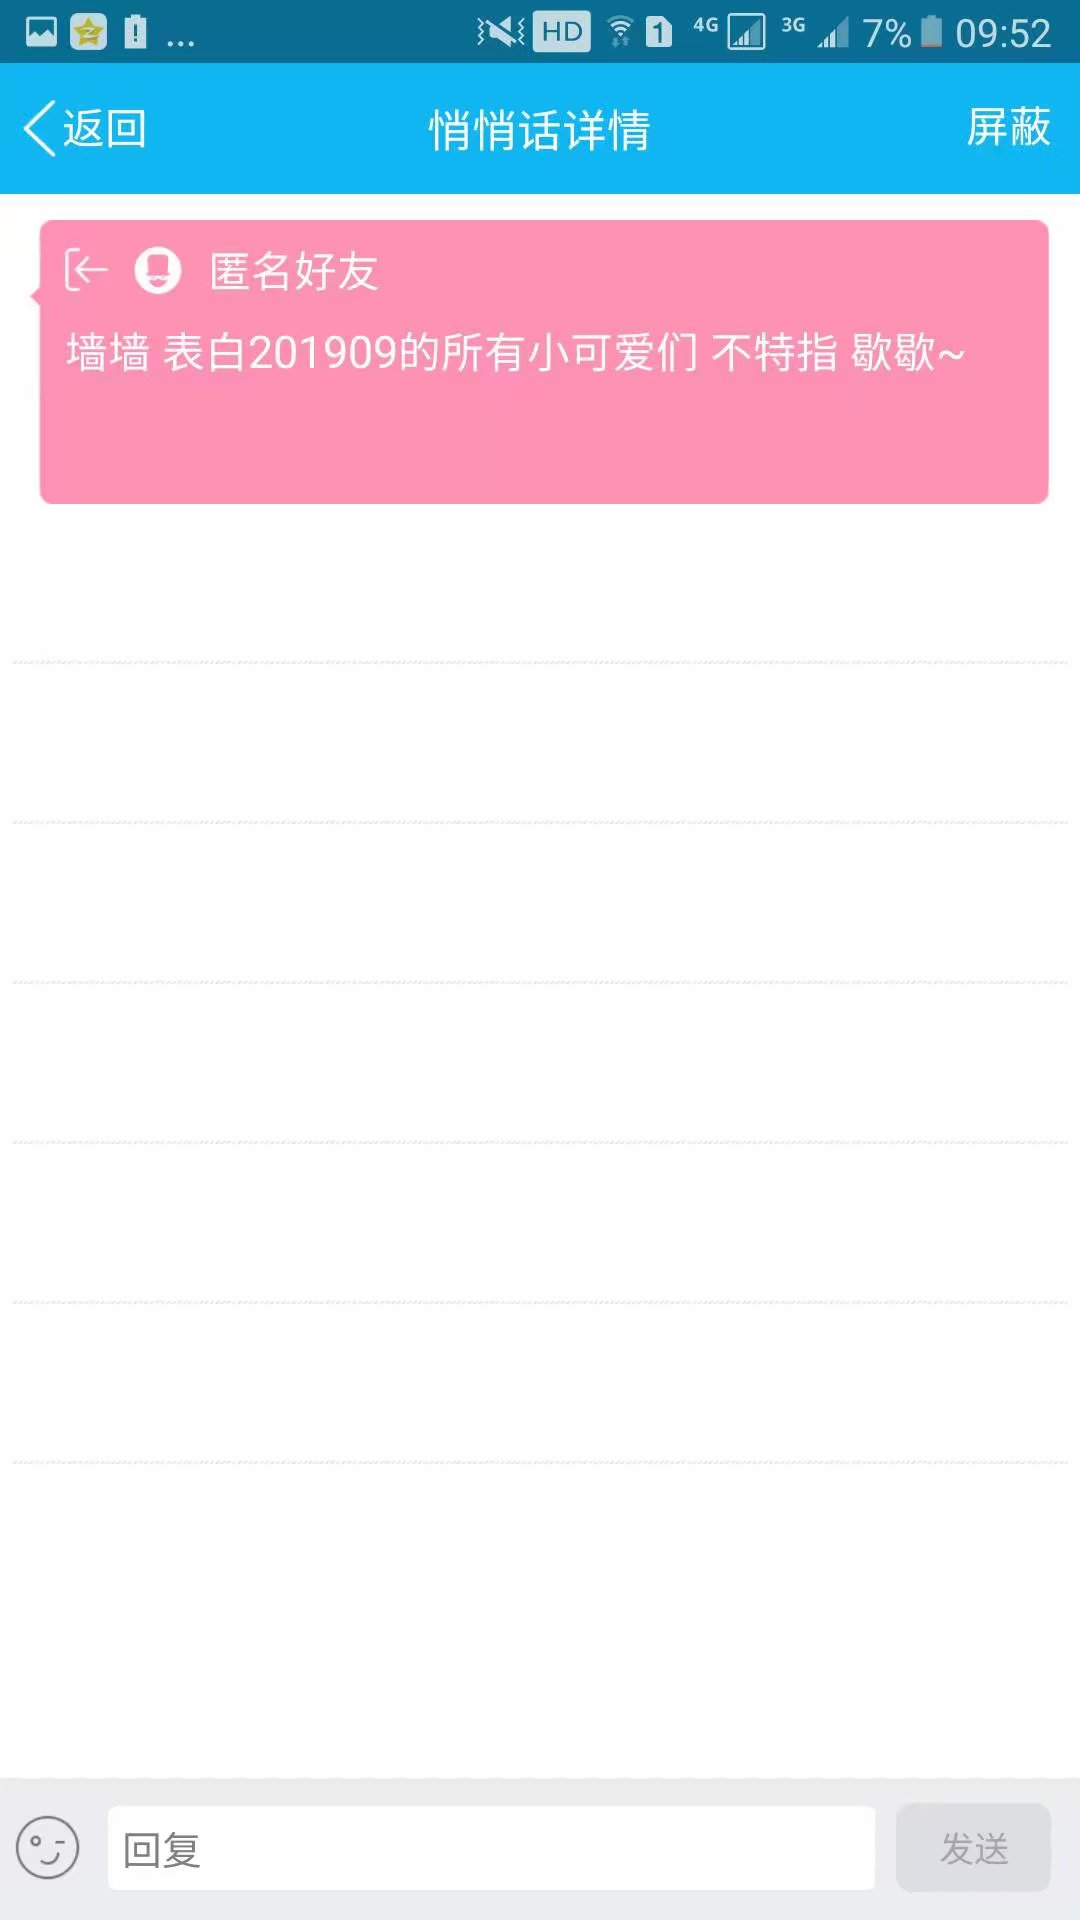 ... HD 1 4G 3G 7% 09:52
返回 悄悄话详情 屏蔽
匿名好友
墙墙 表白201909的所有小可爱们 不特指 歇歇~
回复 发送